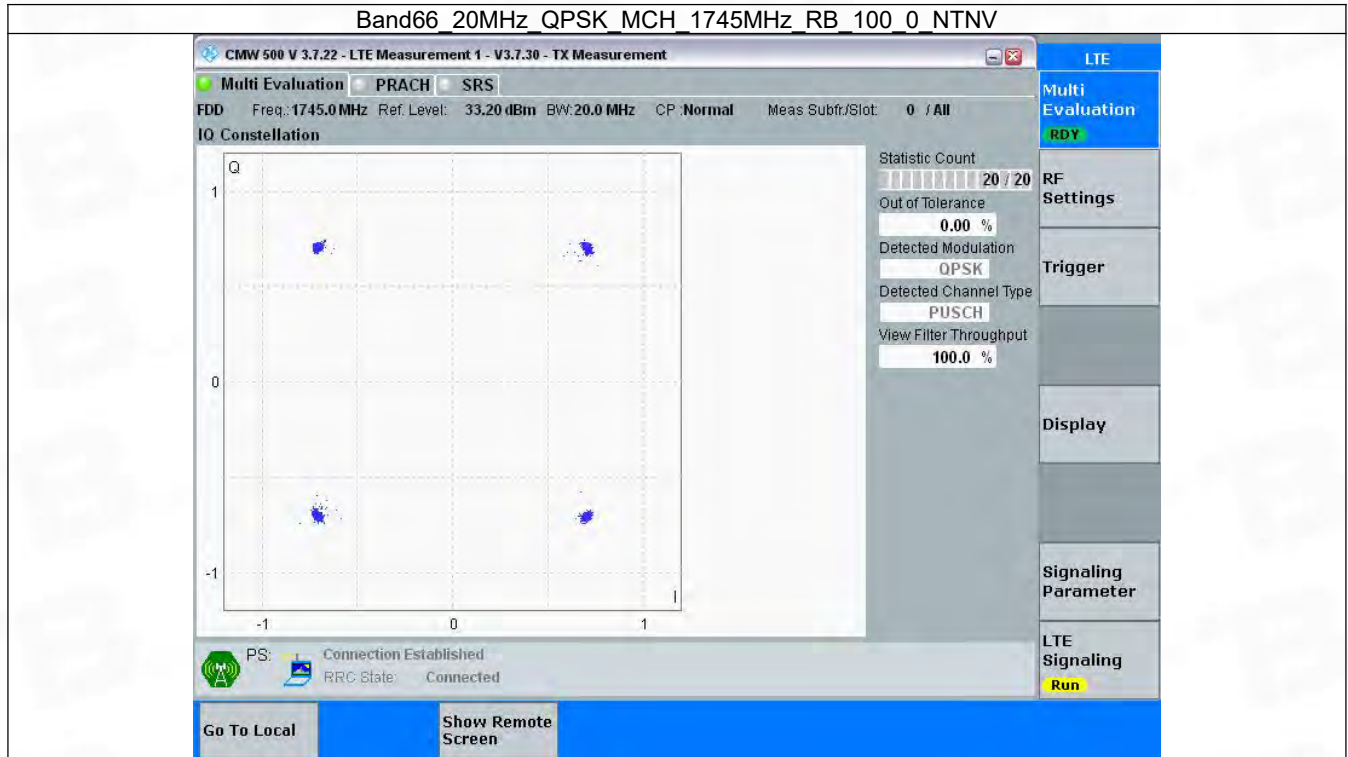 Band66_20MHz_QPSK_MCH_1745MHz_RB_100_0_NTNV
CMW 500 V 3.7.22 - LTE Measurement 1 - V3.7.30 - TX Measurement
LTE
Multi Evaluation PRACH SRS
FDD Freq.:1745.0 MHz Ref. Level: 33.20 dBm BW:20.0 MHz CP :Normal Meas Subfr./Slot: 0 / All
IQ Constellation
Q
1
0
-1
I
-1 0 1
Statistic Count
20 / 20
Out of Tolerance
0.00 %
Detected Modulation
QPSK
Detected Channel Type
PUSCH
View Filter Throughput
100.0 %
Multi
Evaluation
RDY
RF
Settings
Trigger
Display
Signaling
Parameter
LTE
Signaling
Run
PS: Connection Established
RRC State: Connected
Go To Local
Show Remote
Screen